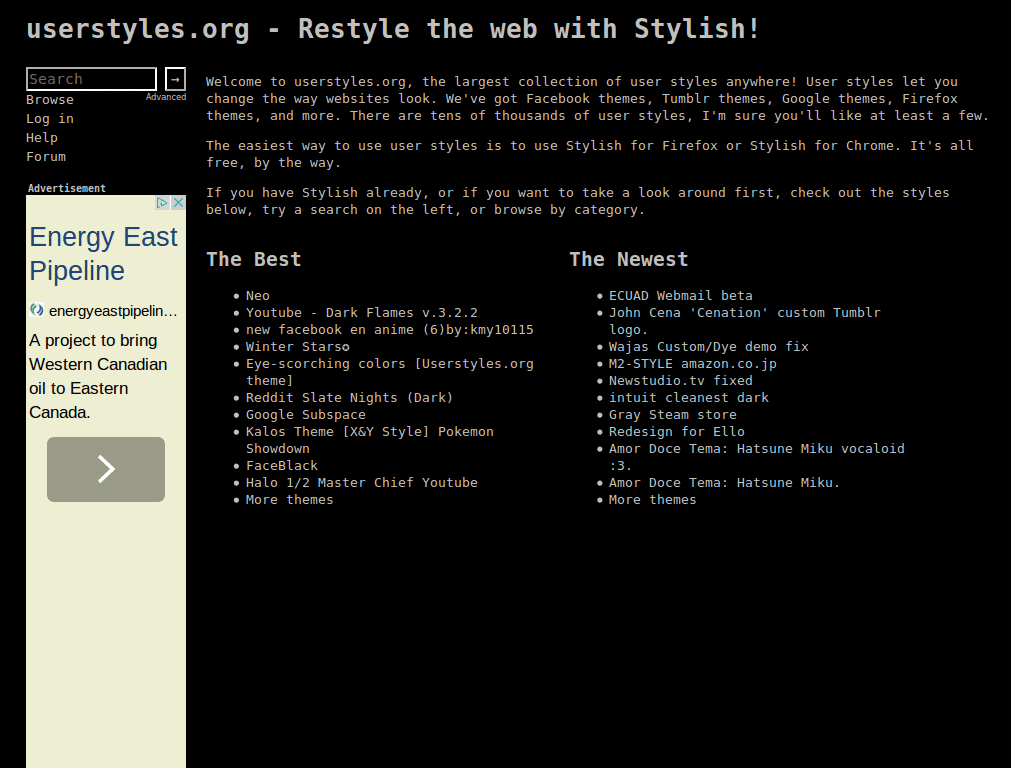 userstyles.org - Restyle the web with Stylish!
Search →
Advanced
Browse
Log in
Help
Forum
Advertisement
Energy East
Pipeline
energyeastpipelin...
A project to bring
Western Canadian
oil to Eastern
Canada.
Welcome to userstyles.org, the largest collection of user styles anywhere! User styles let you
change the way websites look. We've got Facebook themes, Tumblr themes, Google themes, Firefox
themes, and more. There are tens of thousands of user styles, I'm sure you'll like at least a few.
The easiest way to use user styles is to use Stylish for Firefox or Stylish for Chrome. It's all
free, by the way.
If you have Stylish already, or if you want to take a look around first, check out the styles
below, try a search on the left, or browse by category.
The Best
• Neo
• Youtube - Dark Flames v.3.2.2
• new facebook en anime (6)by:kmy10115
• Winter Stars✪
• Eye-scorching colors [Userstyles.org
theme]
• Reddit Slate Nights (Dark)
• Google Subspace
• Kalos Theme [X&Y Style] Pokemon
Showdown
• FaceBlack
• Halo 1/2 Master Chief Youtube
• More themes
The Newest
• ECUAD Webmail beta
• John Cena 'Cenation' custom Tumblr
logo.
• Wajas Custom/Dye demo fix
• M2-STYLE amazon.co.jp
• Newstudio.tv fixed
• intuit cleanest dark
• Gray Steam store
• Redesign for Ello
• Amor Doce Tema: Hatsune Miku vocaloid
:3.
• Amor Doce Tema: Hatsune Miku.
• More themes